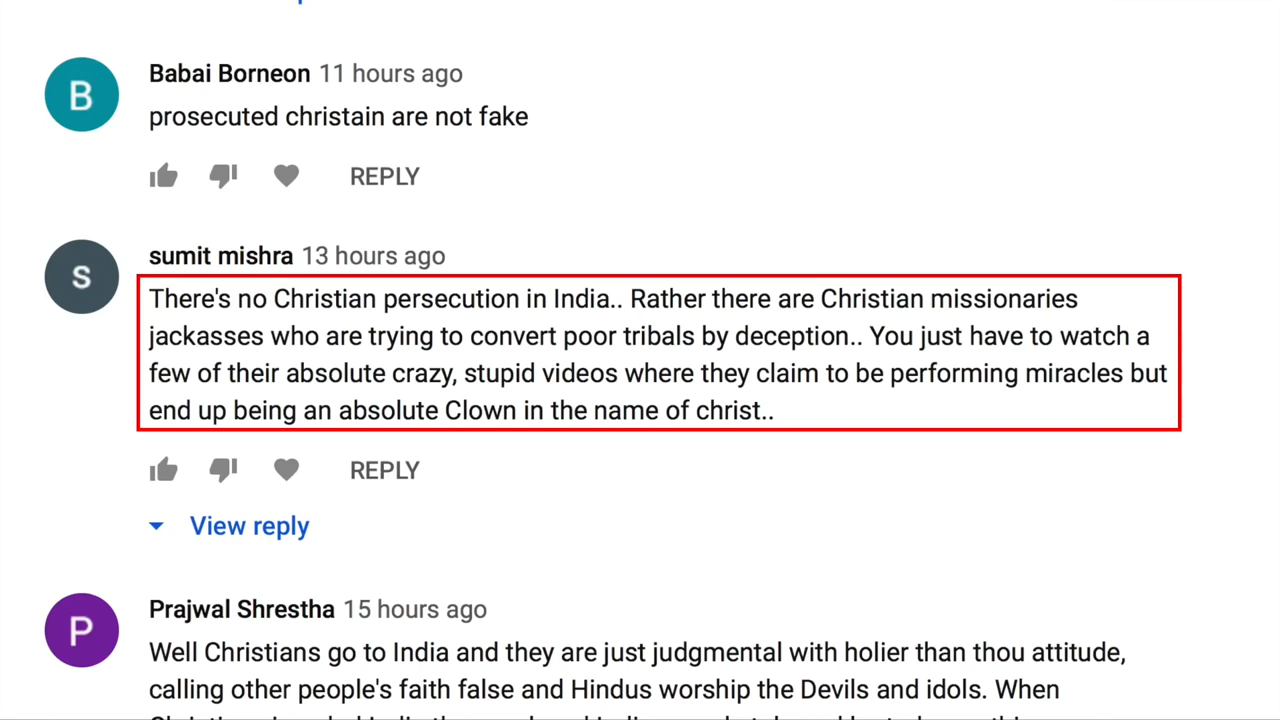 B
Babai Borneon 11 hours ago
prosecuted christain are not fake
REPLY
S
sumit mishra 13 hours ago
There's no Christian persecution in India.. Rather there are Christian missionaries
jackasses who are trying to convert poor tribals by deception.. You just have to watch a
few of their absolute crazy, stupid videos where they claim to be performing miracles but
end up being an absolute Clown in the name of christ..
REPLY
View reply
P
Prajwal Shrestha 15 hours ago
Well Christians go to India and they are just judgmental with holier than thou attitude,
calling other people's faith false and Hindus worship the Devils and idols. When